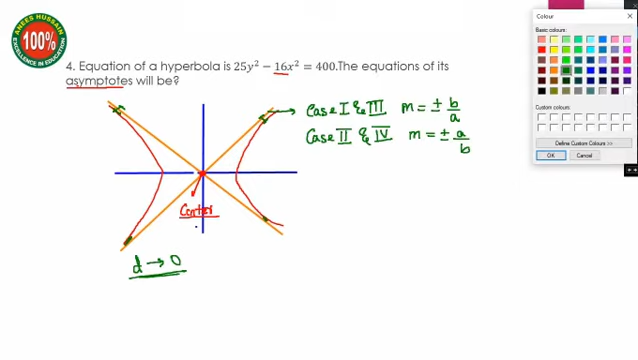 ANEES HUSSAIN
100%
EXCELLENCE IN EDUCATION
4. Equation of a hyperbola is 25y² − 16x² = 400.The equations of its
asymptotes will be?
Case I & III m = ± b/a
Case II & IV m = ± a/b
Center
d → 0
Colour
Basic colours:
Custom colours:
Define Custom Colours >>
OK
Cancel